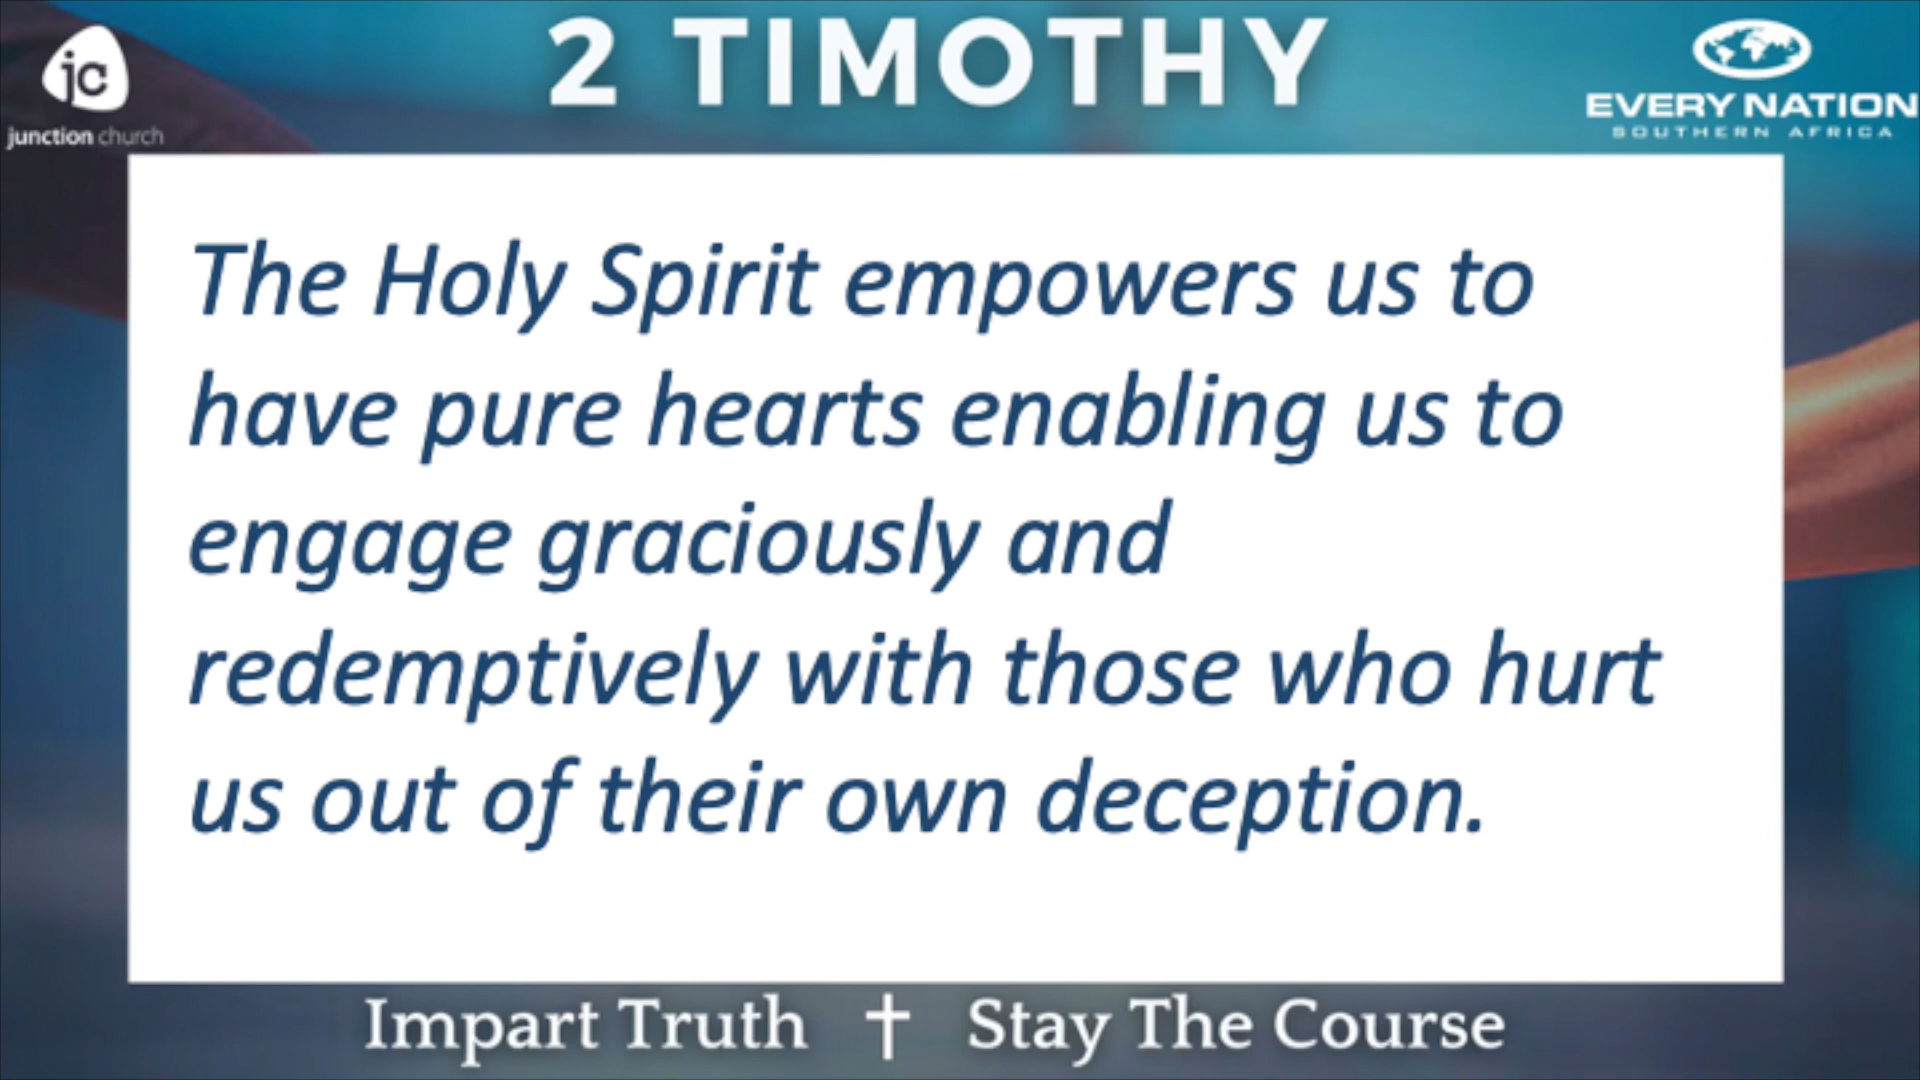 jc
junction church
2 TIMOTHY
EVERY NATION
SOUTHERN AFRICA
The Holy Spirit empowers us to
have pure hearts enabling us to
engage graciously and
redemptively with those who hurt
us out of their own deception.
Impart Truth † Stay The Course